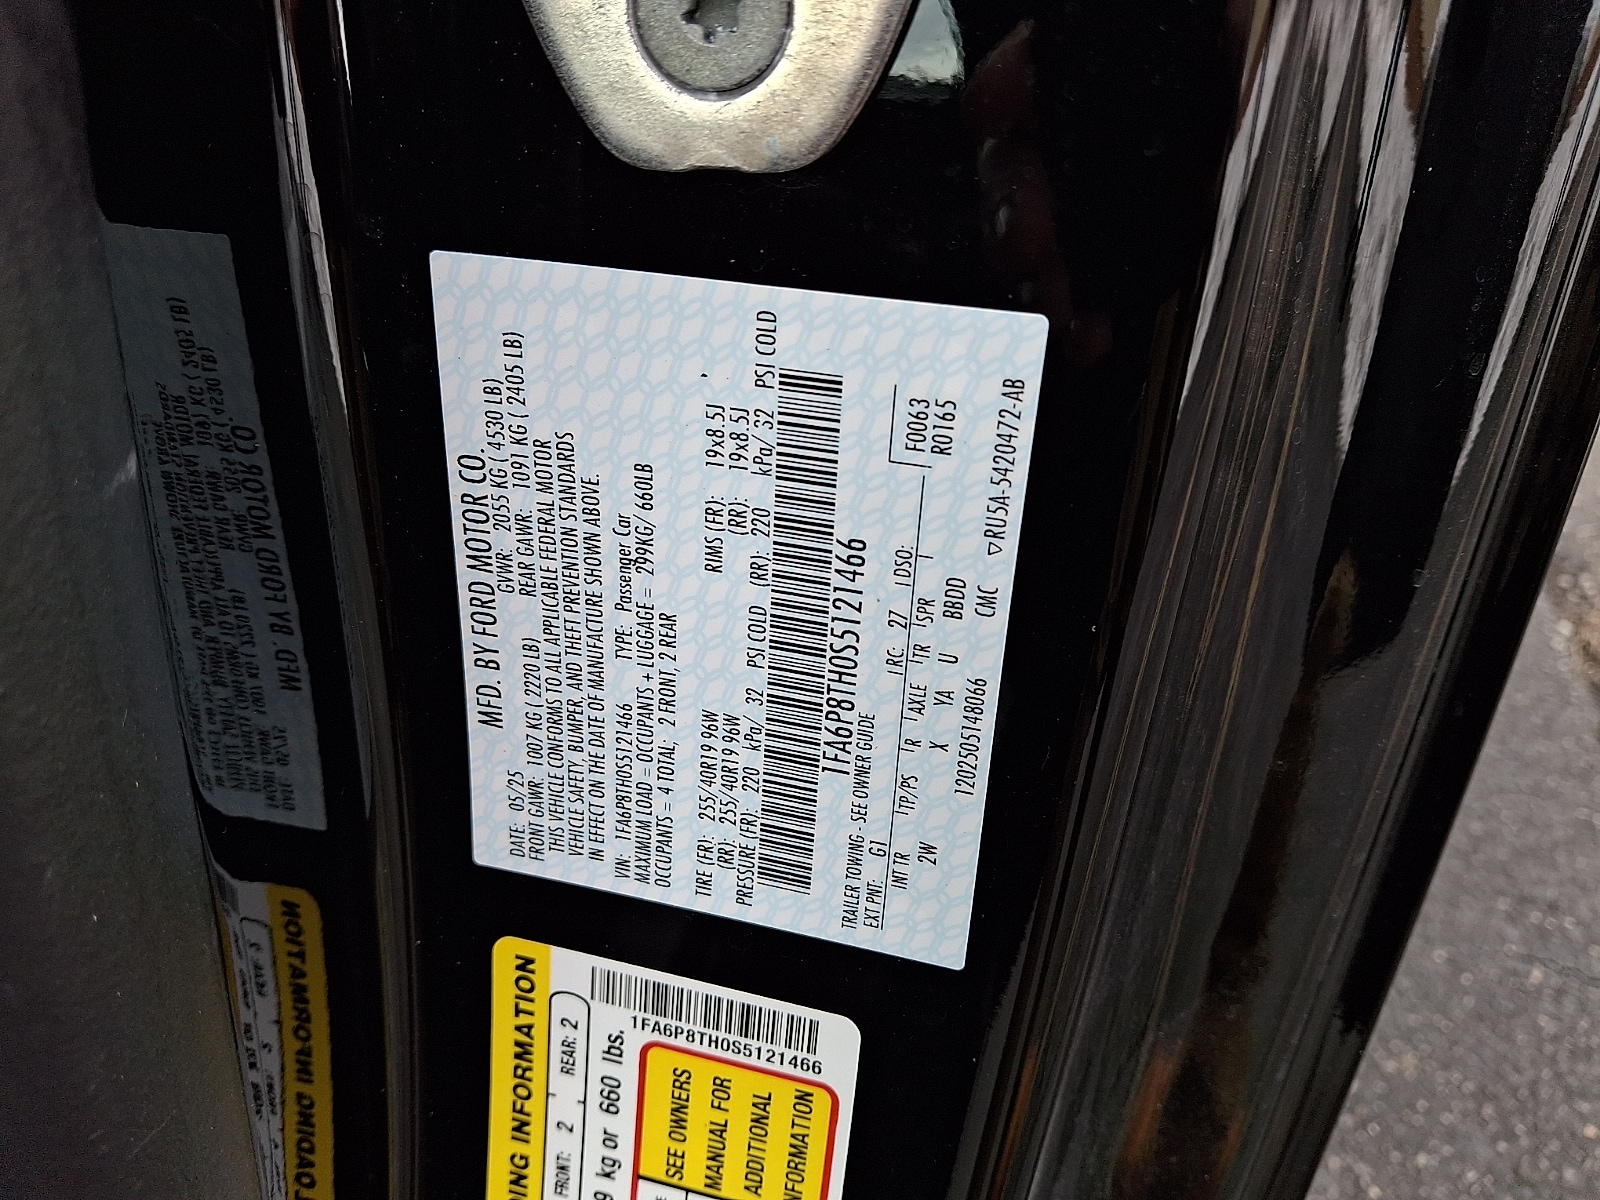 MFD. BY FORD MOTOR CO.
DATE: 05/25 GVWR: 2055 KG ( 4530 LB)
FRONT GAWR: 1007 KG ( 2220 LB) REAR GAWR: 1091 KG ( 2405 LB)
THIS VEHICLE CONFORMS TO ALL APPLICABLE FEDERAL MOTOR
VEHICLE SAFETY, BUMPER, AND THEFT PREVENTION STANDARDS
IN EFFECT ON THE DATE OF MANUFACTURE SHOWN ABOVE.
VIN: 1FA6P8TH0S5121466 TYPE: Passenger Car
MAXIMUM LOAD = OCCUPANTS + LUGGAGE = 299KG/ 660LB
OCCUPANTS = 4 TOTAL; 2 FRONT, 2 REAR
TIRE (FR): 255/40R19 96W RIMS (FR): 19x8.5J
(RR): 255/40R19 96W (RR): 19x8.5J
PRESSURE (FR): 220 kPa/ 32 PSI COLD (RR): 220 kPa/ 32 PSI COLD
1FA6P8TH0S5121466
TRAILER TOWING - SEE OWNER GUIDE
EXT PNT: G1 RC: 27 DSO: F0063
INT TR TP/PS R AXLE TR SPR R0165
2W X YA U BBDD
12025051 48066 CMC ▽RU5A-5420472-AB
ING INFORMATION
FRONT: 2 REAR: 2
9 kg or 660 lbs.
1FA6P8TH0S5121466
SEE OWNERS
MANUAL FOR
ADDITIONAL
NFORMATION